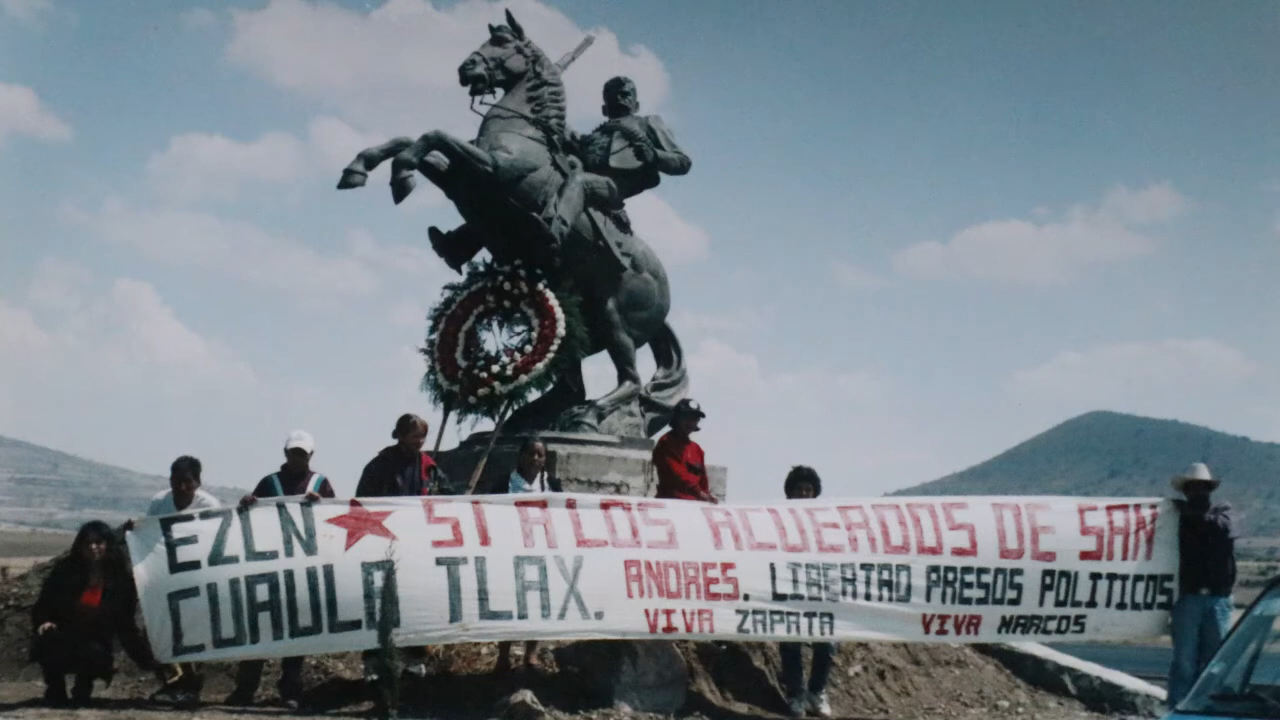 EZLN ★ SI A LOS ACUERDOS DE SAN
CUAULA TLAX. ANDRES. LIBERTAD PRESOS POLITICOS
VIVA ZAPATA VIVA MARCOS